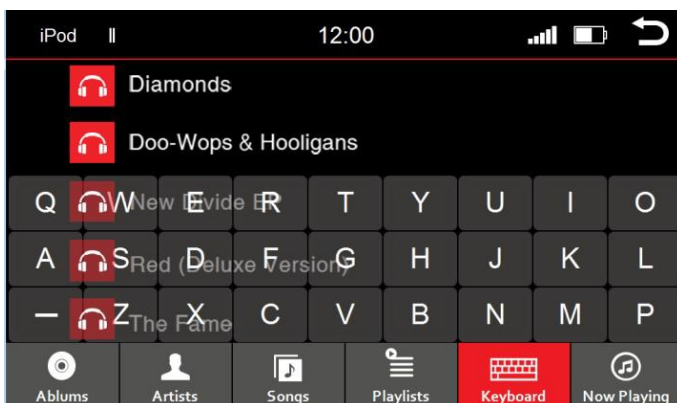 iPod || 12:00
Diamonds
Doo-Wops & Hooligans
New Divide EP
Red (Deluxe Version)
The Fame
Q W E R T Y U I O
A S D F G H J K L
— Z X C V B N M P
Ablums Artists Songs Playlists Keyboard Now Playing